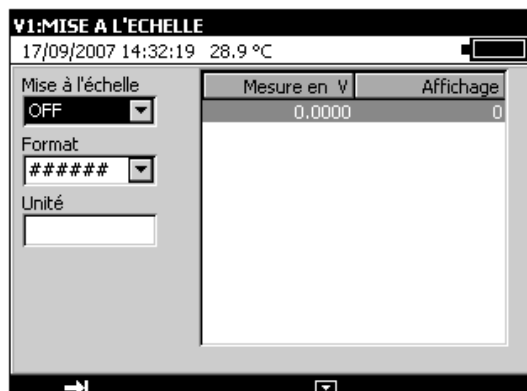 V1:MISE A L'ECHELLE
17/09/2007 14:32:19 28.9 °C
Mise à l'échelle
OFF
Format
######
Unité
Mesure en V Affichage
0.0000 0